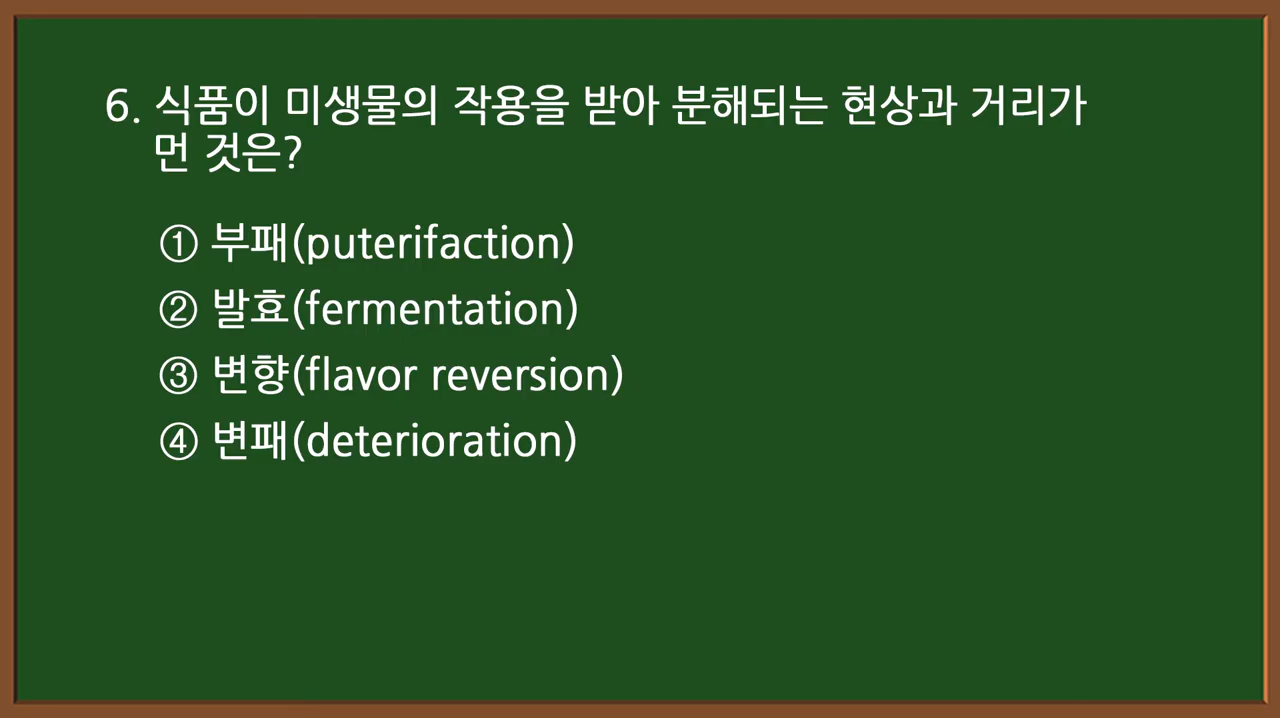 6. 식품이 미생물의 작용을 받아 분해되는 현상과 거리가
먼 것은?
① 부패(puterifaction)
② 발효(fermentation)
③ 변향(flavor reversion)
④ 변패(deterioration)